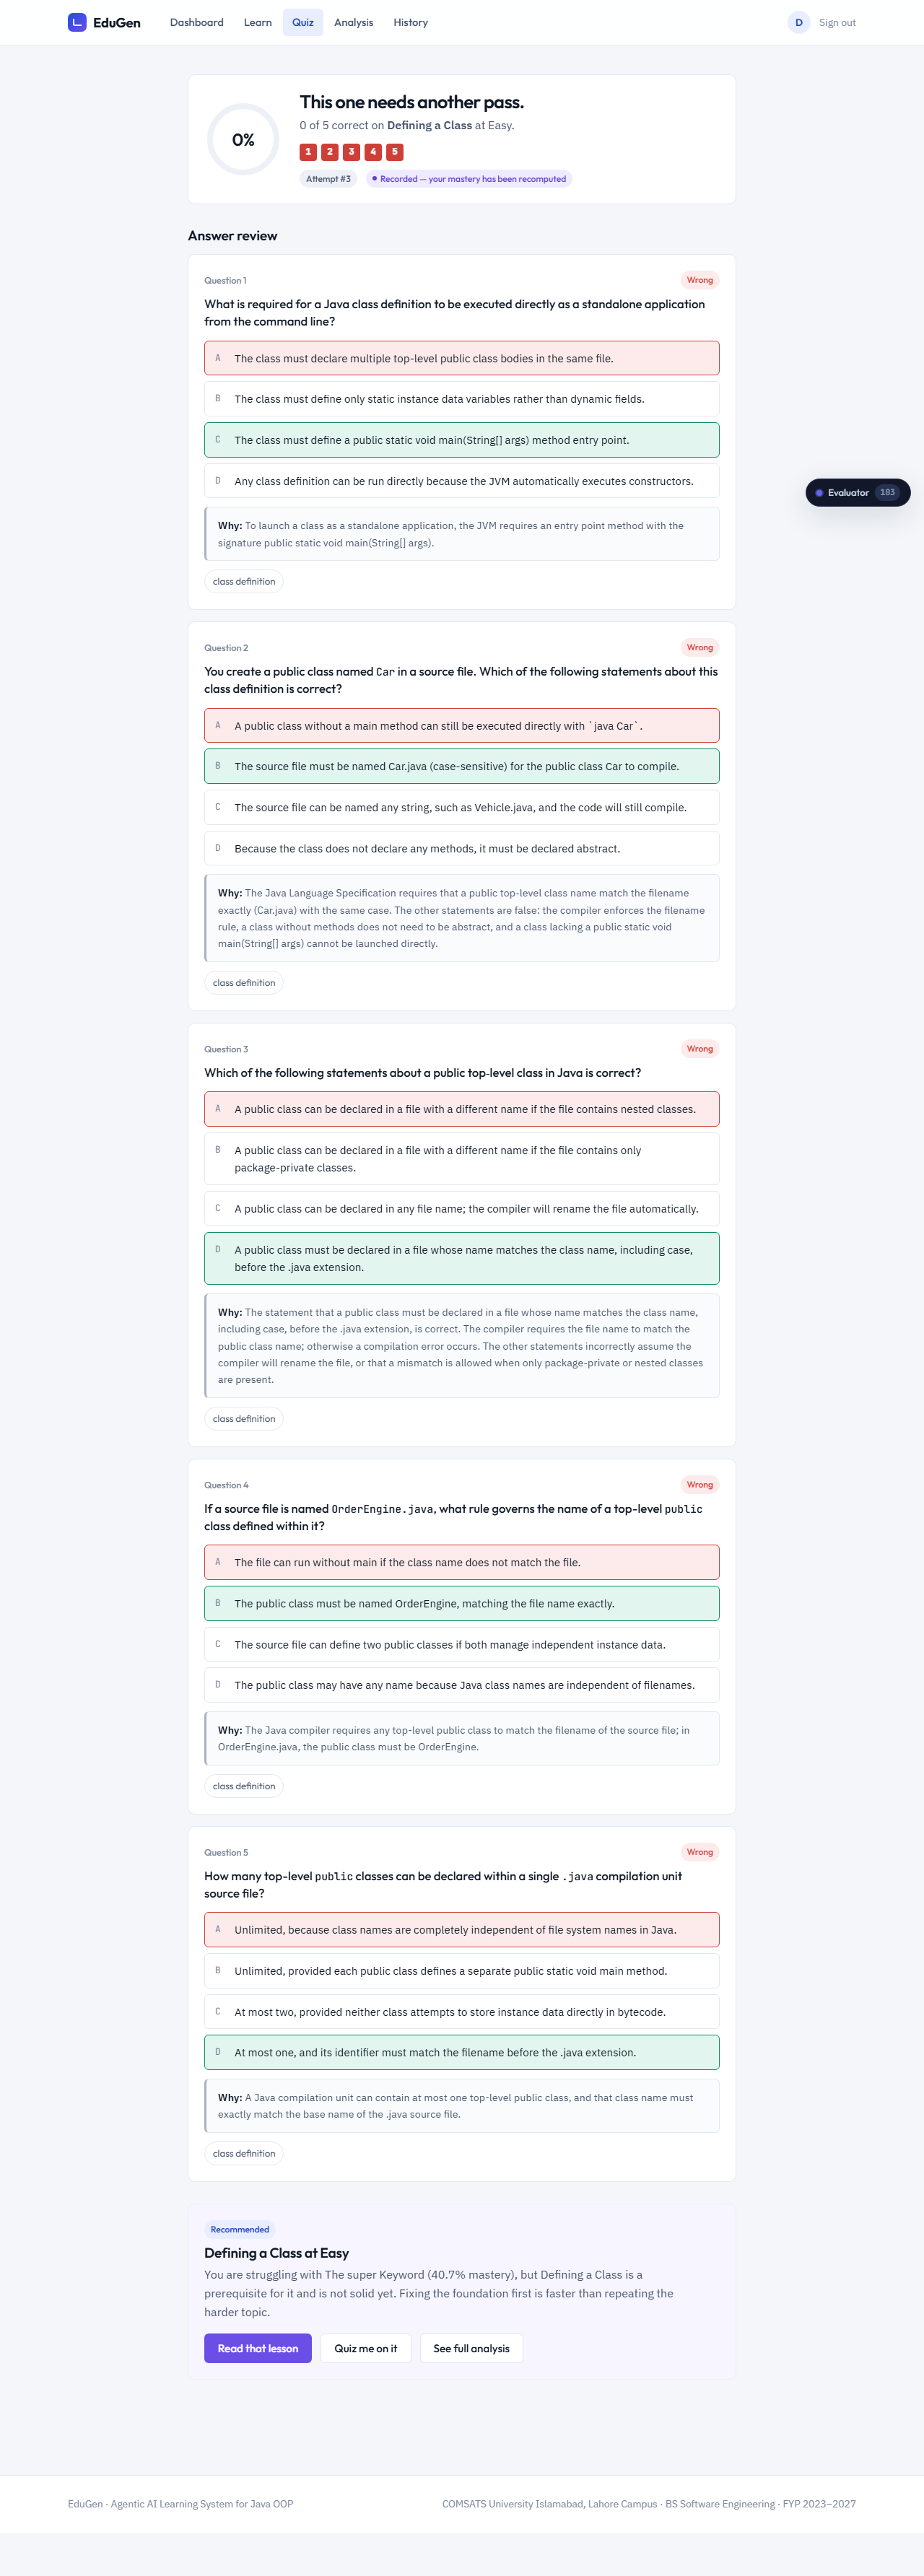 EduGen
Dashboard
Learn
Quiz
Analysis
History
D
Sign out
0%
This one needs another pass.
0 of 5 correct on Defining a Class at Easy.
1 2 3 4 5
Attempt #3
Recorded — your mastery has been recomputed
Answer review
Question 1
Wrong
What is required for a Java class definition to be executed directly as a standalone application
from the command line?
A The class must declare multiple top-level public class bodies in the same file.
B The class must define only static instance data variables rather than dynamic fields.
C The class must define a public static void main(String[] args) method entry point.
D Any class definition can be run directly because the JVM automatically executes constructors.
Why: To launch a class as a standalone application, the JVM requires an entry point method with the
signature public static void main(String[] args).
class definition
Evaluator 103
Question 2
Wrong
You create a public class named Car in a source file. Which of the following statements about this
class definition is correct?
A A public class without a main method can still be executed directly with `java Car`.
B The source file must be named Car.java (case-sensitive) for the public class Car to compile.
C The source file can be named any string, such as Vehicle.java, and the code will still compile.
D Because the class does not declare any methods, it must be declared abstract.
Why: The Java Language Specification requires that a public top-level class name match the filename
exactly (Car.java) with the same case. The other statements are false: the compiler enforces the filename
rule, a class without methods does not need to be abstract, and a class lacking a public static void
main(String[] args) cannot be launched directly.
class definition
Question 3
Wrong
Which of the following statements about a public top-level class in Java is correct?
A A public class can be declared in a file with a different name if the file contains nested classes.
B A public class can be declared in a file with a different name if the file contains only
package-private classes.
C A public class can be declared in any file name; the compiler will rename the file automatically.
D A public class must be declared in a file whose name matches the class name, including case,
before the .java extension.
Why: The statement that a public class must be declared in a file whose name matches the class name,
including case, before the .java extension, is correct. The compiler requires the file name to match the
public class name; otherwise a compilation error occurs. The other statements incorrectly assume the
compiler will rename the file, or that a mismatch is allowed when only package-private or nested classes
are present.
class definition
Question 4
Wrong
If a source file is named OrderEngine.java, what rule governs the name of a top-level public
class defined within it?
A The file can run without main if the class name does not match the file.
B The public class must be named OrderEngine, matching the file name exactly.
C The source file can define two public classes if both manage independent instance data.
D The public class may have any name because Java class names are independent of filenames.
Why: The Java compiler requires any top-level public class to match the filename of the source file; in
OrderEngine.java, the public class must be OrderEngine.
class definition
Question 5
Wrong
How many top-level public classes can be declared within a single .java compilation unit
source file?
A Unlimited, because class names are completely independent of file system names in Java.
B Unlimited, provided each public class defines a separate public static void main method.
C At most two, provided neither class attempts to store instance data directly in bytecode.
D At most one, and its identifier must match the filename before the .java extension.
Why: A Java compilation unit can contain at most one top-level public class, and that class name must
exactly match the base name of the .java source file.
class definition
Recommended
Defining a Class at Easy
You are struggling with The super Keyword (40.7% mastery), but Defining a Class is a
prerequisite for it and is not solid yet. Fixing the foundation first is faster than repeating the
harder topic.
Read that lesson
Quiz me on it
See full analysis
EduGen · Agentic AI Learning System for Java OOP
COMSATS University Islamabad, Lahore Campus · BS Software Engineering · FYP 2023–2027